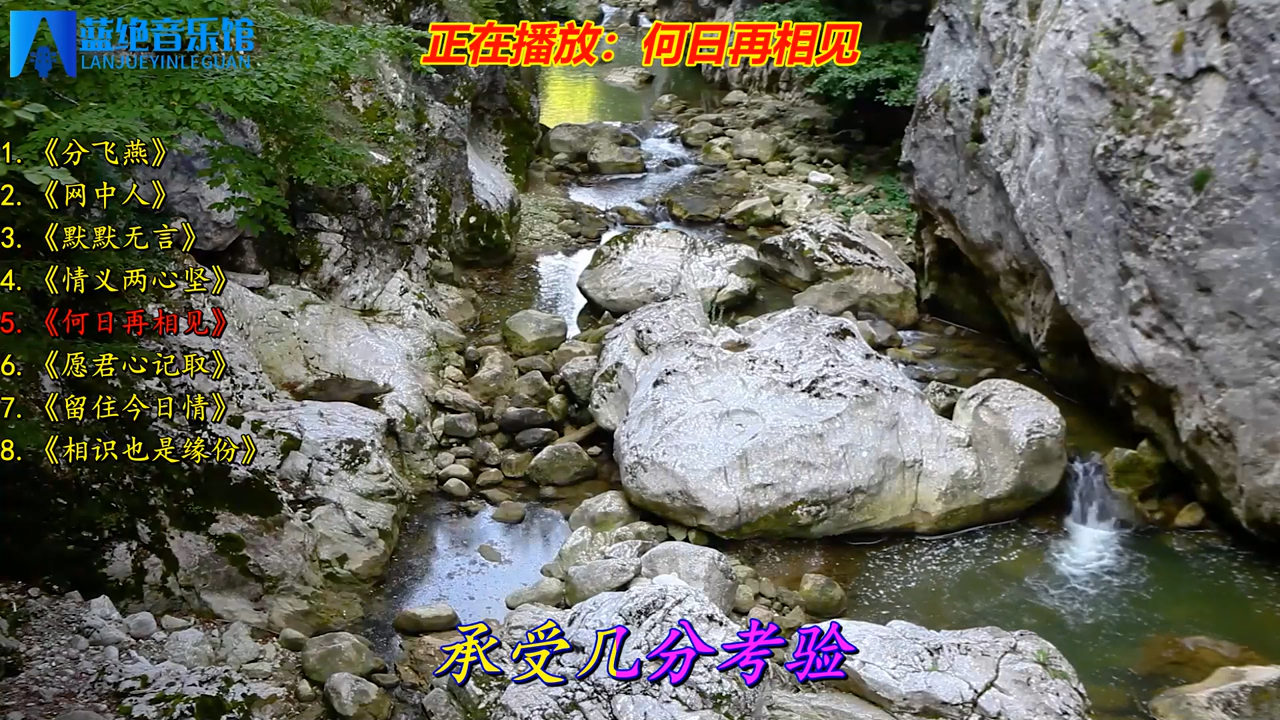 蓝绝音乐馆
LANJUEYINLEGUAN
正在播放：何日再相见
1.《分飞燕》
2.《网中人》
3.《默默无言》
4.《情义两心坚》
5.《何日再相见》
6.《愿君心记取》
7.《留住今日情》
8.《相识也是缘份》
承受几分考验